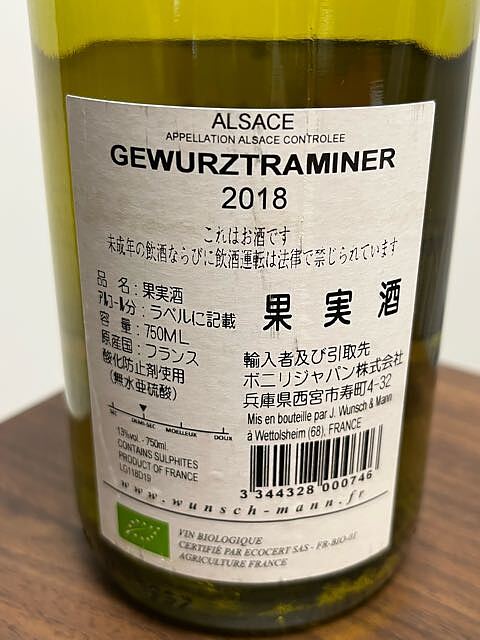 ALSACE
APPELLATION ALSACE CONTROLEE
GEWURZTRAMINER
2018
これはお酒です
未成年の飲酒ならびに飲酒運転は法律で禁じられています
品 名 : 果実酒
ｱﾙｺｰﾙ分 : ラベルに記載
容 量 : 750ML
原産国 : フランス
酸化防止剤使用
(無水亜硫酸)
果 実 酒
輸入者及び引取先
ボニリジャパン株式会社
兵庫県西宮市寿町4-32
Mis en bouteille par J. Wunsch & Mann
à Wettolsheim (68), FRANCE
SEC DEMI-SEC MOELLEUX DOUX
13%vol. - 750ml
CONTAINS SULPHITES
PRODUCT OF FRANCE
LG118D19
3 344328 000746
www.wunsch-mann.fr
VIN BIOLOGIQUE
CERTIFIÉ PAR ECOCERT SAS - FR-BIO-01
AGRICULTURE FRANCE